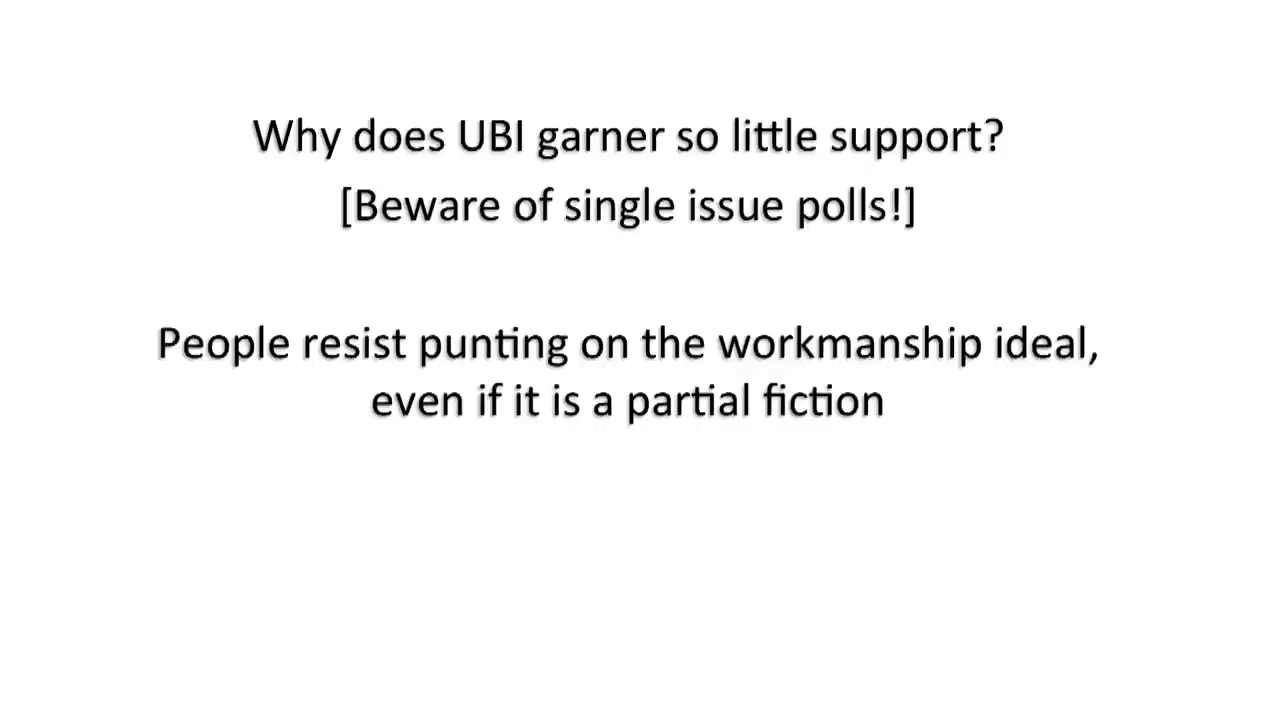 Why does UBI garner so little support?
[Beware of single issue polls!]
People resist punting on the workmanship ideal,
even if it is a partial fiction